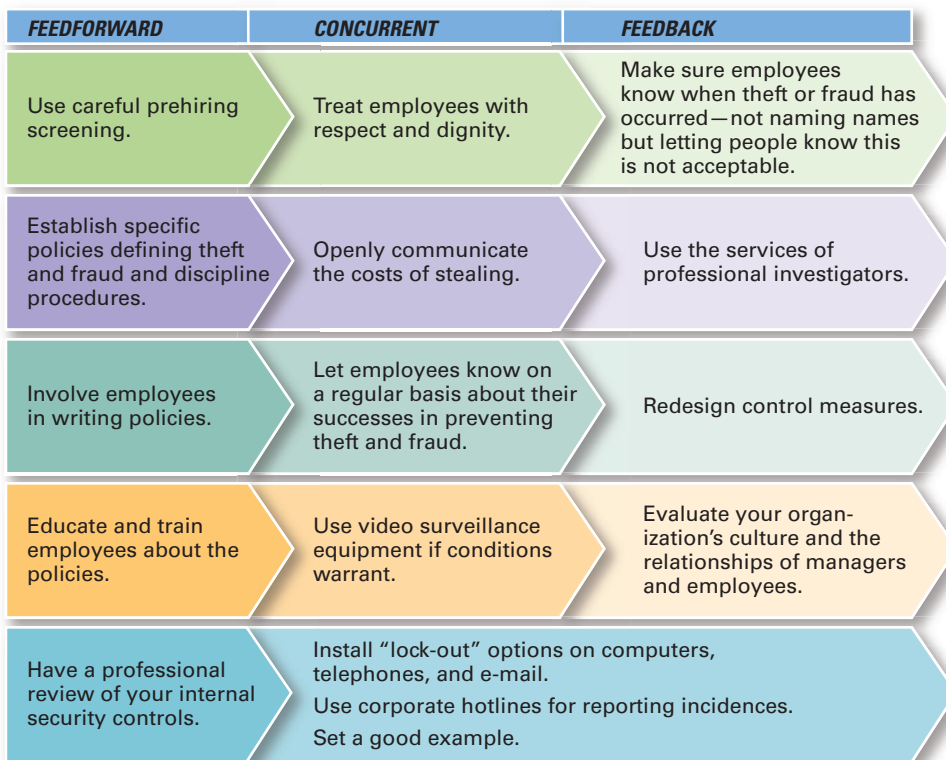 FEEDFORWARD CONCURRENT FEEDBACK
Use careful prehiring
screening.
Treat employees with
respect and dignity.
Make sure employees
know when theft or fraud has
occurred—not naming names
but letting people know this
is not acceptable.
Establish specific
policies defining theft
and fraud and discipline
procedures.
Openly communicate
the costs of stealing.
Use the services of
professional investigators.
Involve employees
in writing policies.
Let employees know on
a regular basis about their
successes in preventing
theft and fraud.
Redesign control measures.
Educate and train
employees about the
policies.
Use video surveillance
equipment if conditions
warrant.
Evaluate your organ-
ization’s culture and the
relationships of managers
and employees.
Have a professional
review of your internal
security controls.
Install “lock-out” options on computers,
telephones, and e-mail.
Use corporate hotlines for reporting incidences.
Set a good example.